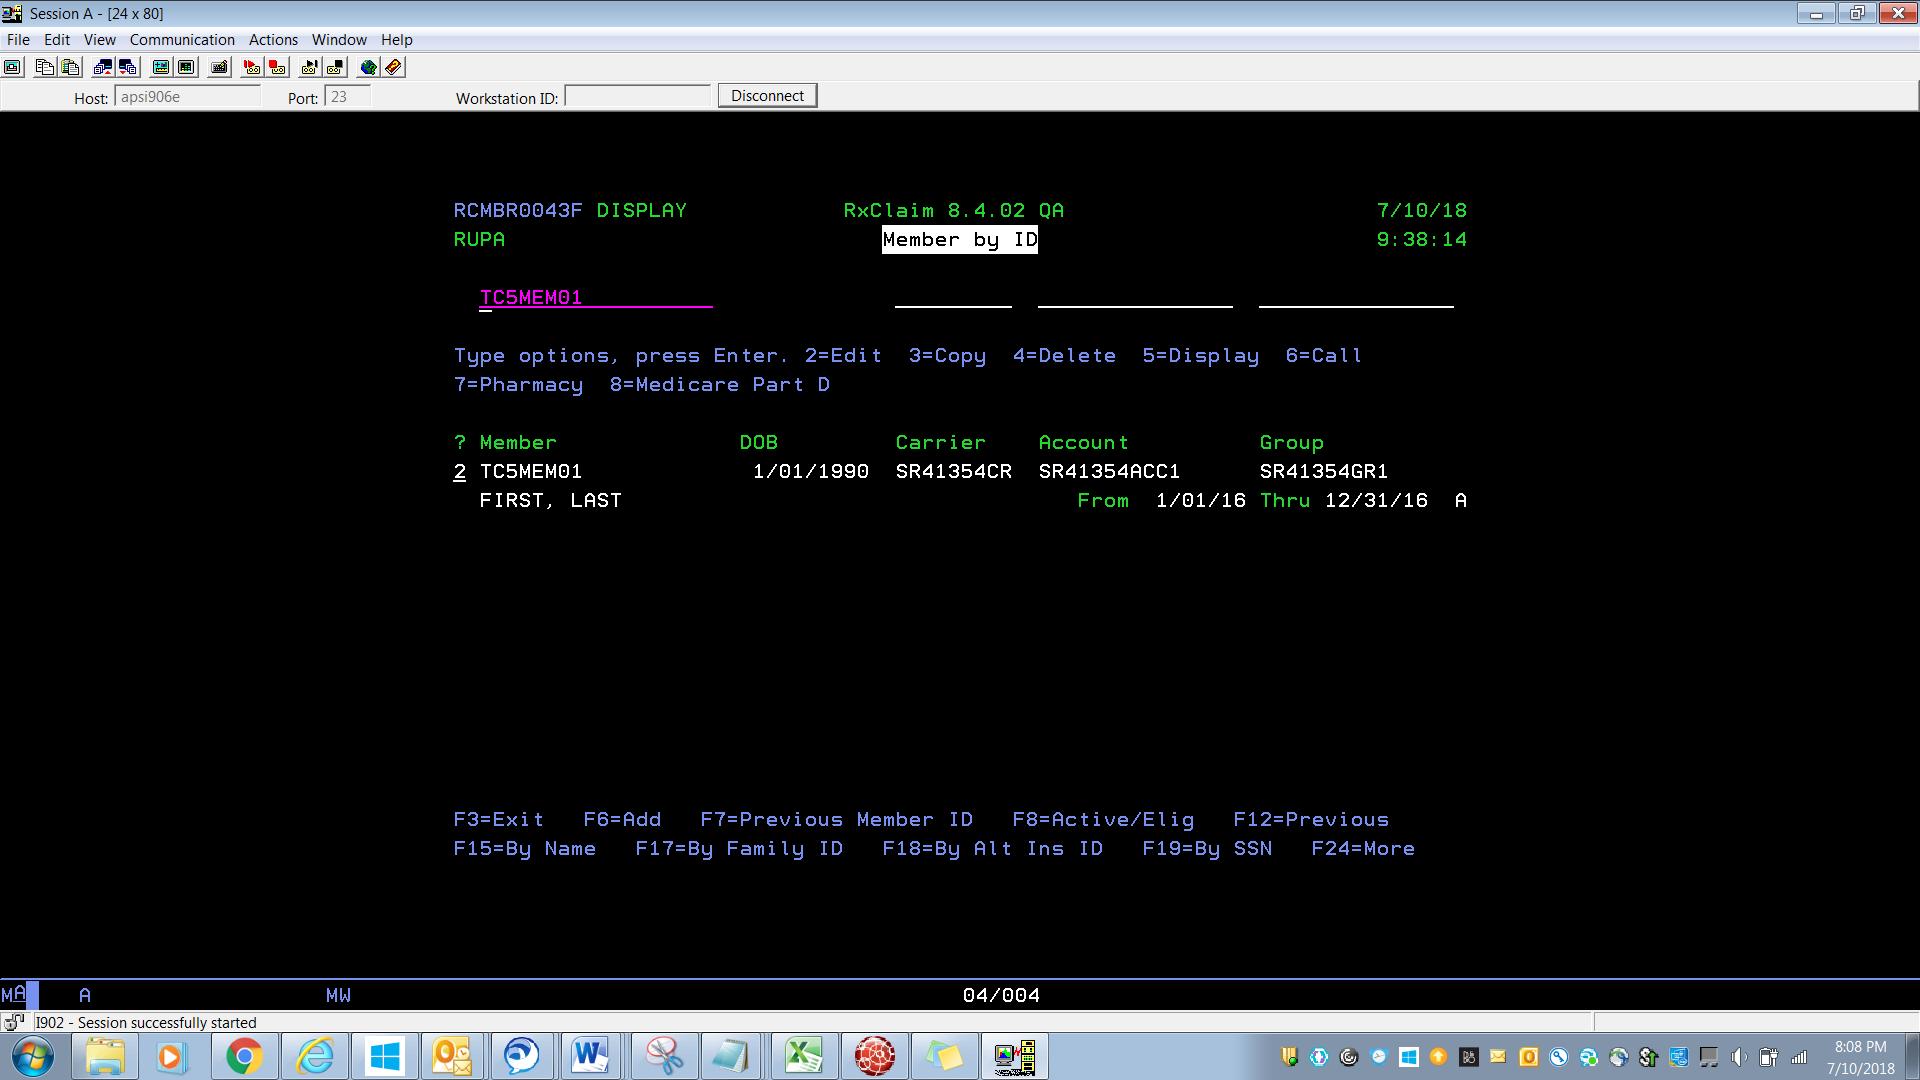 Session A - [24 x 80]
File Edit View Communication Actions Window Help
Host: apsi906e Port: 23 Workstation ID: Disconnect
RCMBR0043F DISPLAY RxClaim 8.4.02 QA 7/10/18
RUPA Member by ID 9:38:14
TC5MEM01
Type options, press Enter. 2=Edit 3=Copy 4=Delete 5=Display 6=Call
7=Pharmacy 8=Medicare Part D
? Member DOB Carrier Account Group
2 TC5MEM01 1/01/1990 SR41354CR SR41354ACC1 SR41354GR1
FIRST, LAST From 1/01/16 Thru 12/31/16 A
F3=Exit F6=Add F7=Previous Member ID F8=Active/Elig F12=Previous
F15=By Name F17=By Family ID F18=By Alt Ins ID F19=By SSN F24=More
MA A MW 04/004
I902 - Session successfully started
8:08 PM
7/10/2018